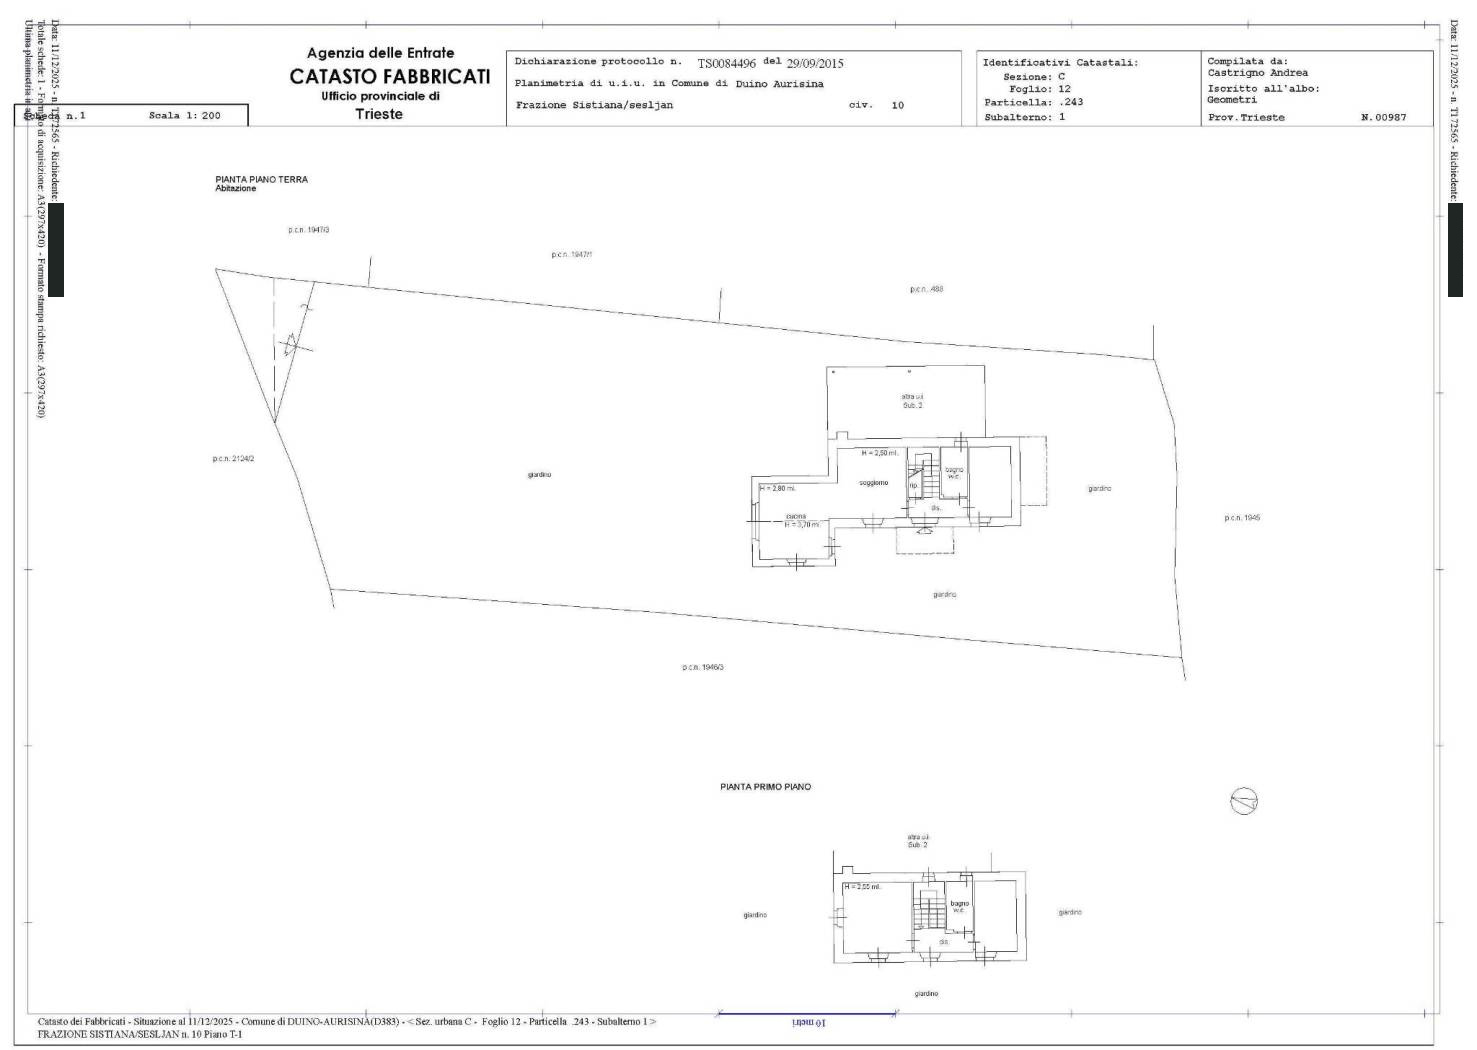 Agenzia delle Entrate
CATASTO FABBRICATI
Ufficio provinciale di
Trieste
Dichiarazione protocollo n. TS0084496 del 29/09/2015
Planimetria di u.i.u. in Comune di Duino Aurisina
Frazione Sistiana/sesljan civ. 10
Identificativi Catastali:
Sezione: C
Foglio: 12
Particella: .243
Subalterno: 1
Compilata da:
Castrigno Andrea
Iscritto all'albo:
Geometri
Prov.Trieste N.00987
Scheda n.1 Scala 1:200
Data: 11/12/2025 - n. T172565 - Richiedente:
Totale schede: 1 - Formato di acquisizione: A3(297x420) - Formato stampa richiesto: A3(297x420)
Ultima planimetria in atti
Data: 11/12/2025 - n. T172565 - Richiedente:
PIANTA PIANO TERRA
Abitazione
p.c.n. 1947/3
p.c.n. 1947/1
p.c.n. .488
altra u.i.
Sub. 2
p.c.n. 2124/2
giardino
H = 2,50 ml.
soggiorno
rip.
bagno
w.c.
dis.
H = 2,80 ml.
cucina
H = 3,70 ml.
giardino
p.c.n. 1945
giardino
p.c.n. 1946/3
PIANTA PRIMO PIANO
altra u.i.
Sub. 2
H = 2,55 ml.
bagno
w.c.
dis.
giardino
giardino
giardino
10 metri
Catasto dei Fabbricati - Situazione al 11/12/2025 - Comune di DUINO-AURISINA(D383) - < Sez. urbana C - Foglio 12 - Particella .243 - Subalterno 1 >
FRAZIONE SISTIANA/SESLJAN n. 10 Piano T-1